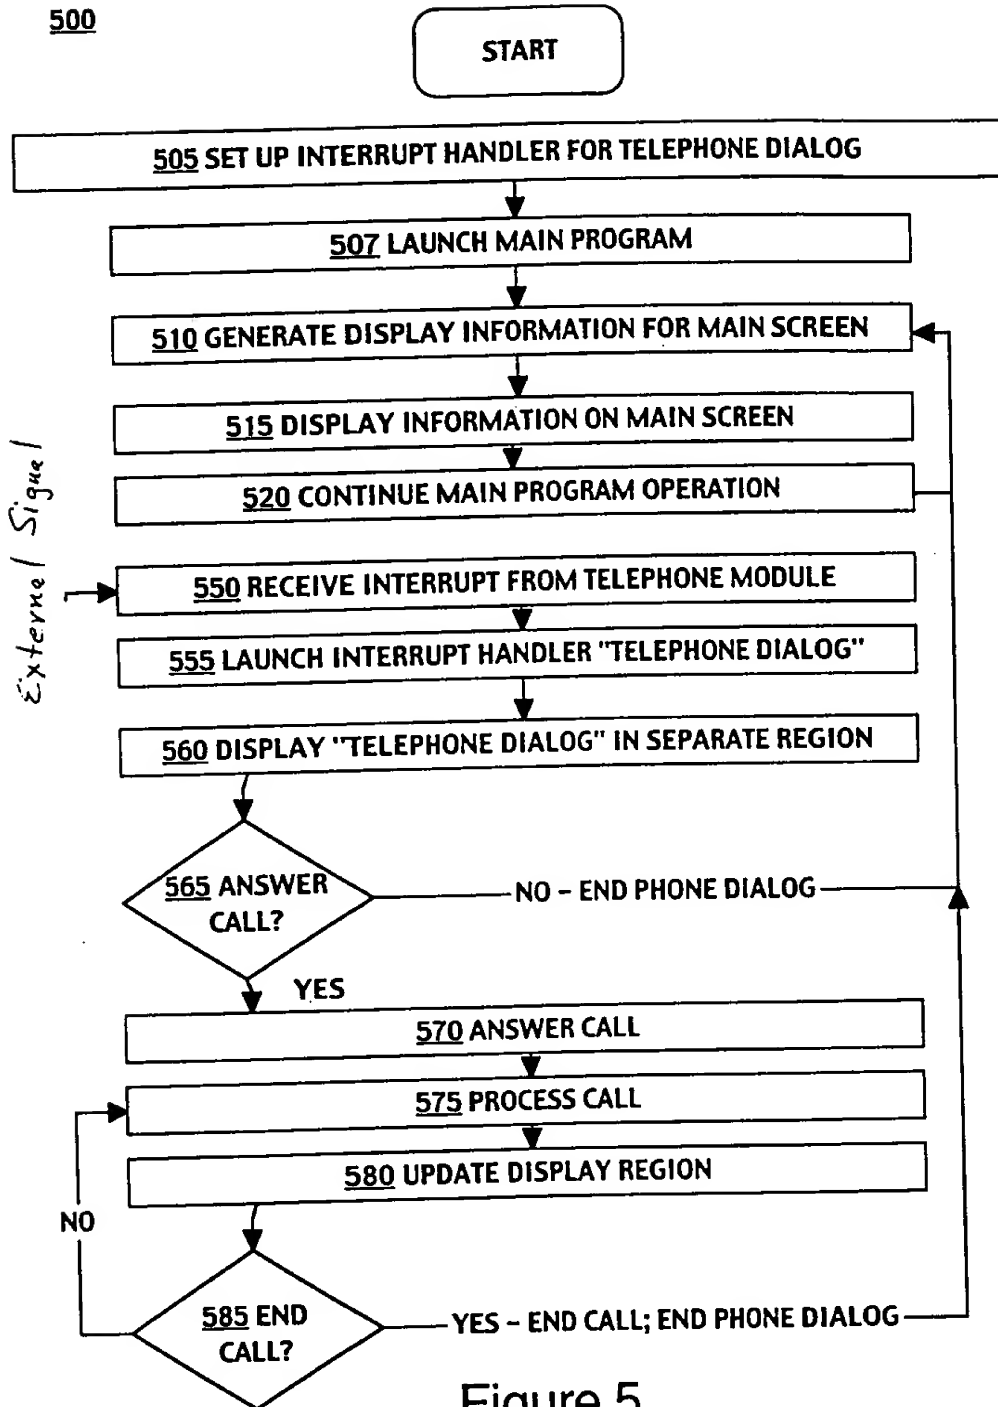 500
START
505 SET UP INTERRUPT HANDLER FOR TELEPHONE DIALOG
507 LAUNCH MAIN PROGRAM
510 GENERATE DISPLAY INFORMATION FOR MAIN SCREEN
515 DISPLAY INFORMATION ON MAIN SCREEN
520 CONTINUE MAIN PROGRAM OPERATION
External Signal
550 RECEIVE INTERRUPT FROM TELEPHONE MODULE
555 LAUNCH INTERRUPT HANDLER "TELEPHONE DIALOG"
560 DISPLAY "TELEPHONE DIALOG" IN SEPARATE REGION
565 ANSWER
CALL?
NO – END PHONE DIALOG
YES
570 ANSWER CALL
575 PROCESS CALL
580 UPDATE DISPLAY REGION
NO
585 END
CALL?
YES – END CALL; END PHONE DIALOG
Figure 5